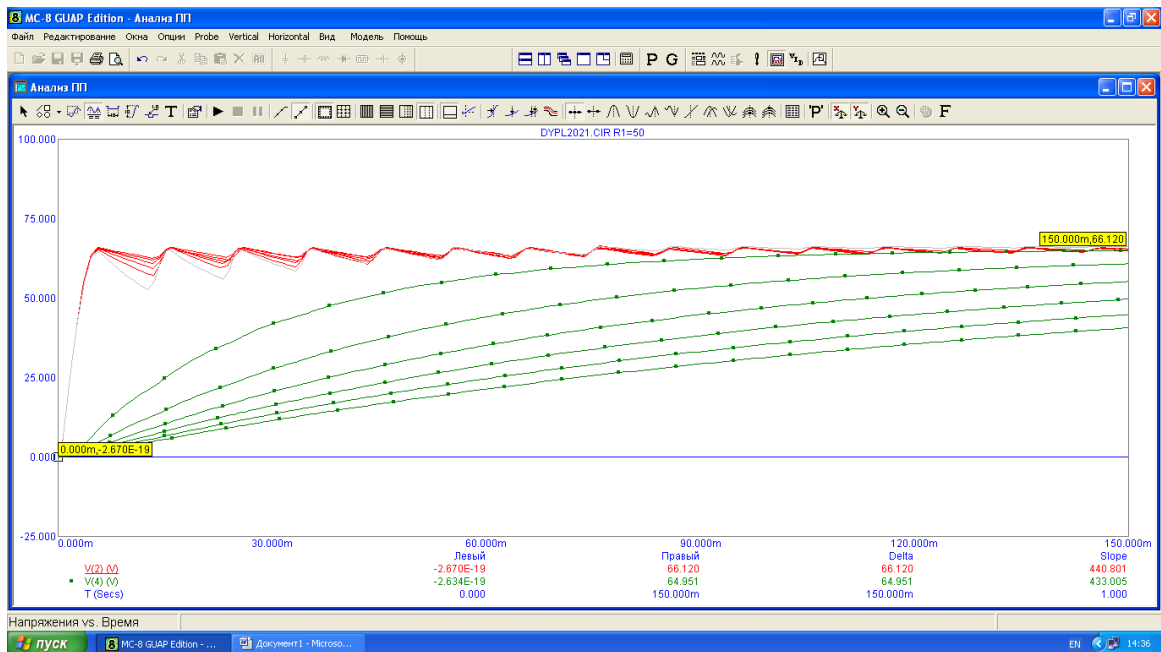 MC-8 GUAP Edition - Анализ ПП
Файл Редактирование Окна Опции Probe Vertical Horizontal Вид Модель Помощь
P G
Анализ ПП
T 'P' F
DYPL2021.CIR R1=50
100.000
75.000
150.000m,66.120
50.000
25.000
0.000m,-2.670E-19
0.000
-25.000
0.000m 30.000m 60.000m 90.000m 120.000m 150.000m
Левый Правый Delta Slope
V(2) (V) -2.670E-19 66.120 66.120 440.801
V(4) (V) -2.634E-19 64.951 64.951 433.005
T (Secs) 0.000 150.000m 150.000m 1.000
Напряжения vs. Время
пуск MC-8 GUAP Edition - ... Документ1 - Microso... EN 14:36